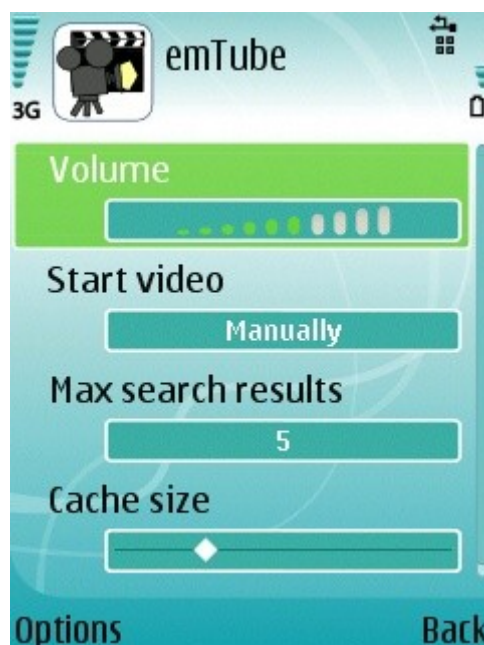 emTube
3G
Volume
Start video
Manually
Max search results
5
Cache size
Options
Back